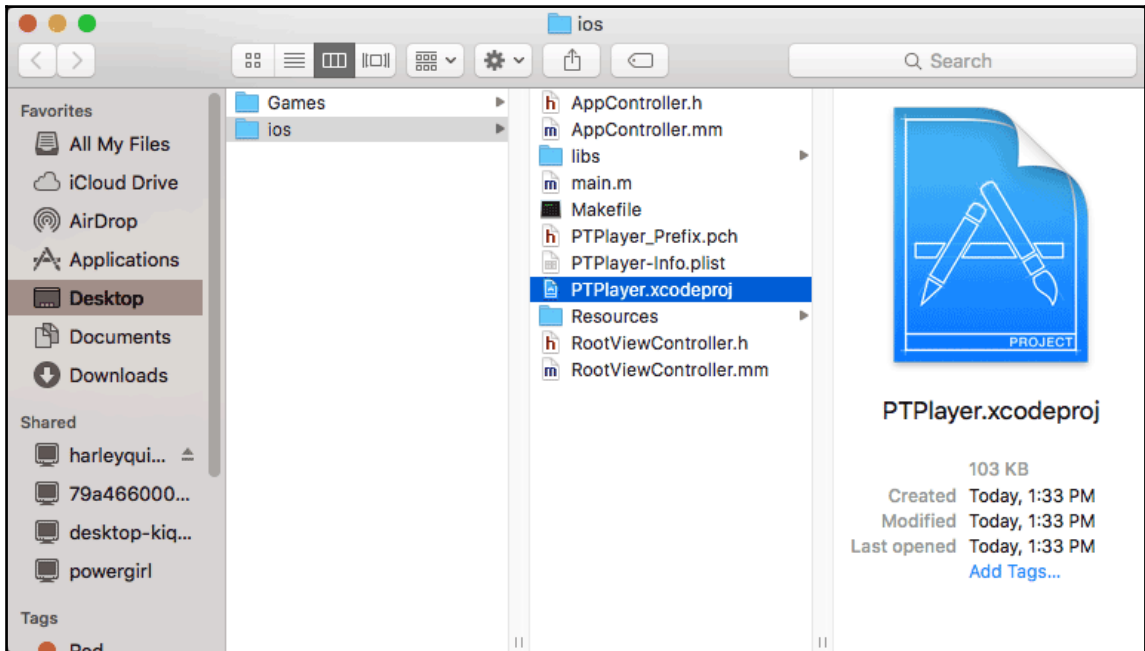 ios
Search
Favorites
All My Files
iCloud Drive
AirDrop
Applications
Desktop
Documents
Downloads
Shared
harleyqui...
79a466000...
desktop-kiq...
powergirl
Tags
Games
ios
h AppController.h
m AppController.mm
libs
m main.m
Makefile
h PTPlayer_Prefix.pch
PTPlayer-Info.plist
PTPlayer.xcodeproj
Resources
h RootViewController.h
m RootViewController.mm
PROJECT
PTPlayer.xcodeproj
103 KB
Created Today, 1:33 PM
Modified Today, 1:33 PM
Last opened Today, 1:33 PM
Add Tags...